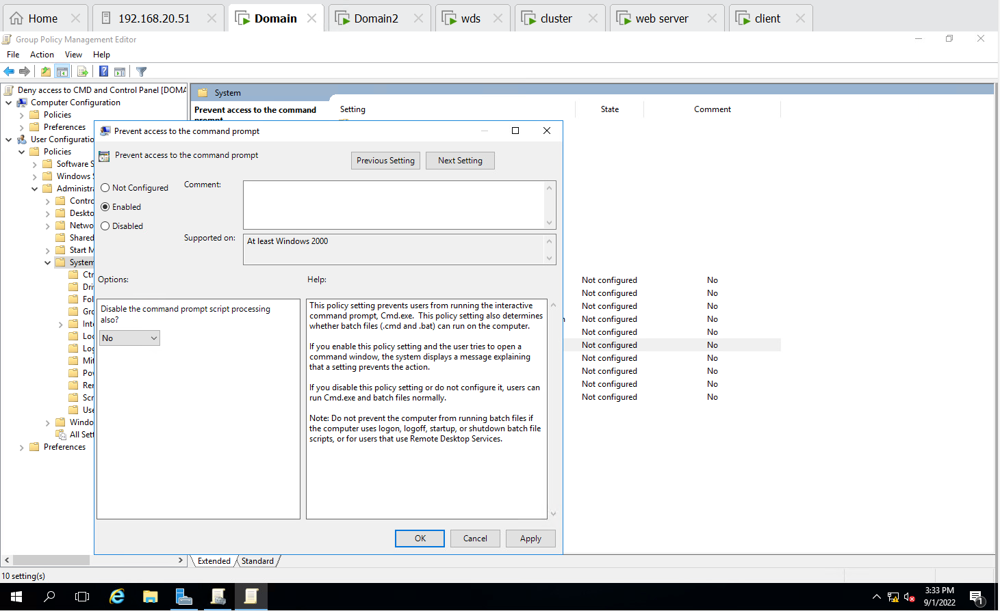 Home
192.168.20.51
Domain
Domain2
wds
cluster
web server
client
Group Policy Management Editor
File Action View Help
Deny access to CMD and Control Panel [DOMA
Computer Configuration
Policies
Preferences
User Configuratio
Policies
Software S
Windows S
Administra
Contro
Deskto
Netwo
Shared
Start M
System
Ctr
Dri
Fol
Gro
Inte
Loc
Log
Mit
Pov
Rer
Scr
Use
Windo
All Sett
Preferences
System
Prevent access to the command
prompt
Setting State Comment
Prevent access to the command prompt
Prevent access to the command prompt
Previous Setting
Next Setting
Not Configured
Enabled
Disabled
Comment:
Supported on:
At least Windows 2000
Options:
Help:
Disable the command prompt script processing
also?
No
This policy setting prevents users from running the interactive
command prompt, Cmd.exe. This policy setting also determines
whether batch files (.cmd and .bat) can run on the computer.
If you enable this policy setting and the user tries to open a
command window, the system displays a message explaining
that a setting prevents the action.
If you disable this policy setting or do not configure it, users can
run Cmd.exe and batch files normally.
Note: Do not prevent the computer from running batch files if
the computer uses logon, logoff, startup, or shutdown batch file
scripts, or for users that use Remote Desktop Services.
OK
Cancel
Apply
Not configured No
Not configured No
Not configured No
n Not configured No
Not configured No
Not configured No
Not configured No
Not configured No
Not configured No
Not configured No
Extended
Standard
10 setting(s)
3:33 PM
9/1/2022
1